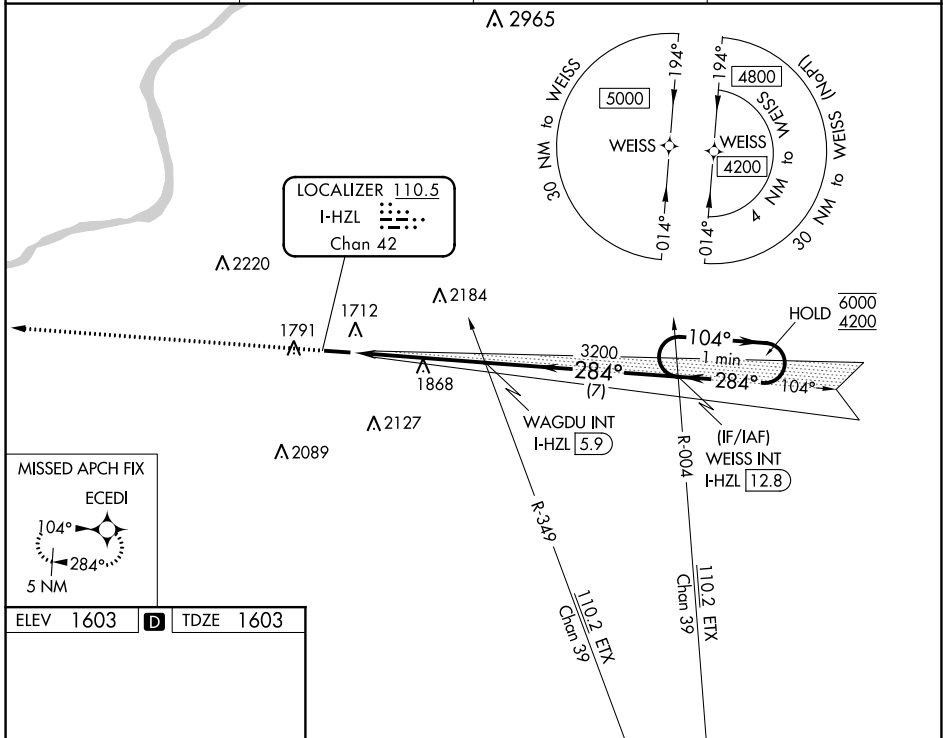 2965
30 NM to WEISS
5000
194°
WEISS
014°
194°
4800
4 NM to WEISS
WEISS
4200
014°
30 NM to WEISS (NoPT)
LOCALIZER 110.5
I-HZL
Chan 42
2220
1791
1712
2184
HOLD
6000
4200
104°
1 min
3200
284°
(7)
284°
104°
1868
WAGDU INT
I-HZL 5.9
(IF/IAF)
WEISS INT
I-HZL 12.8
2127
2089
R-004
R-349
MISSED APCH FIX
ECEDI
104°
284°
5 NM
110.2 ETX
Chan 39
110.2 ETX
Chan 39
ELEV 1603 D TDZE 1603